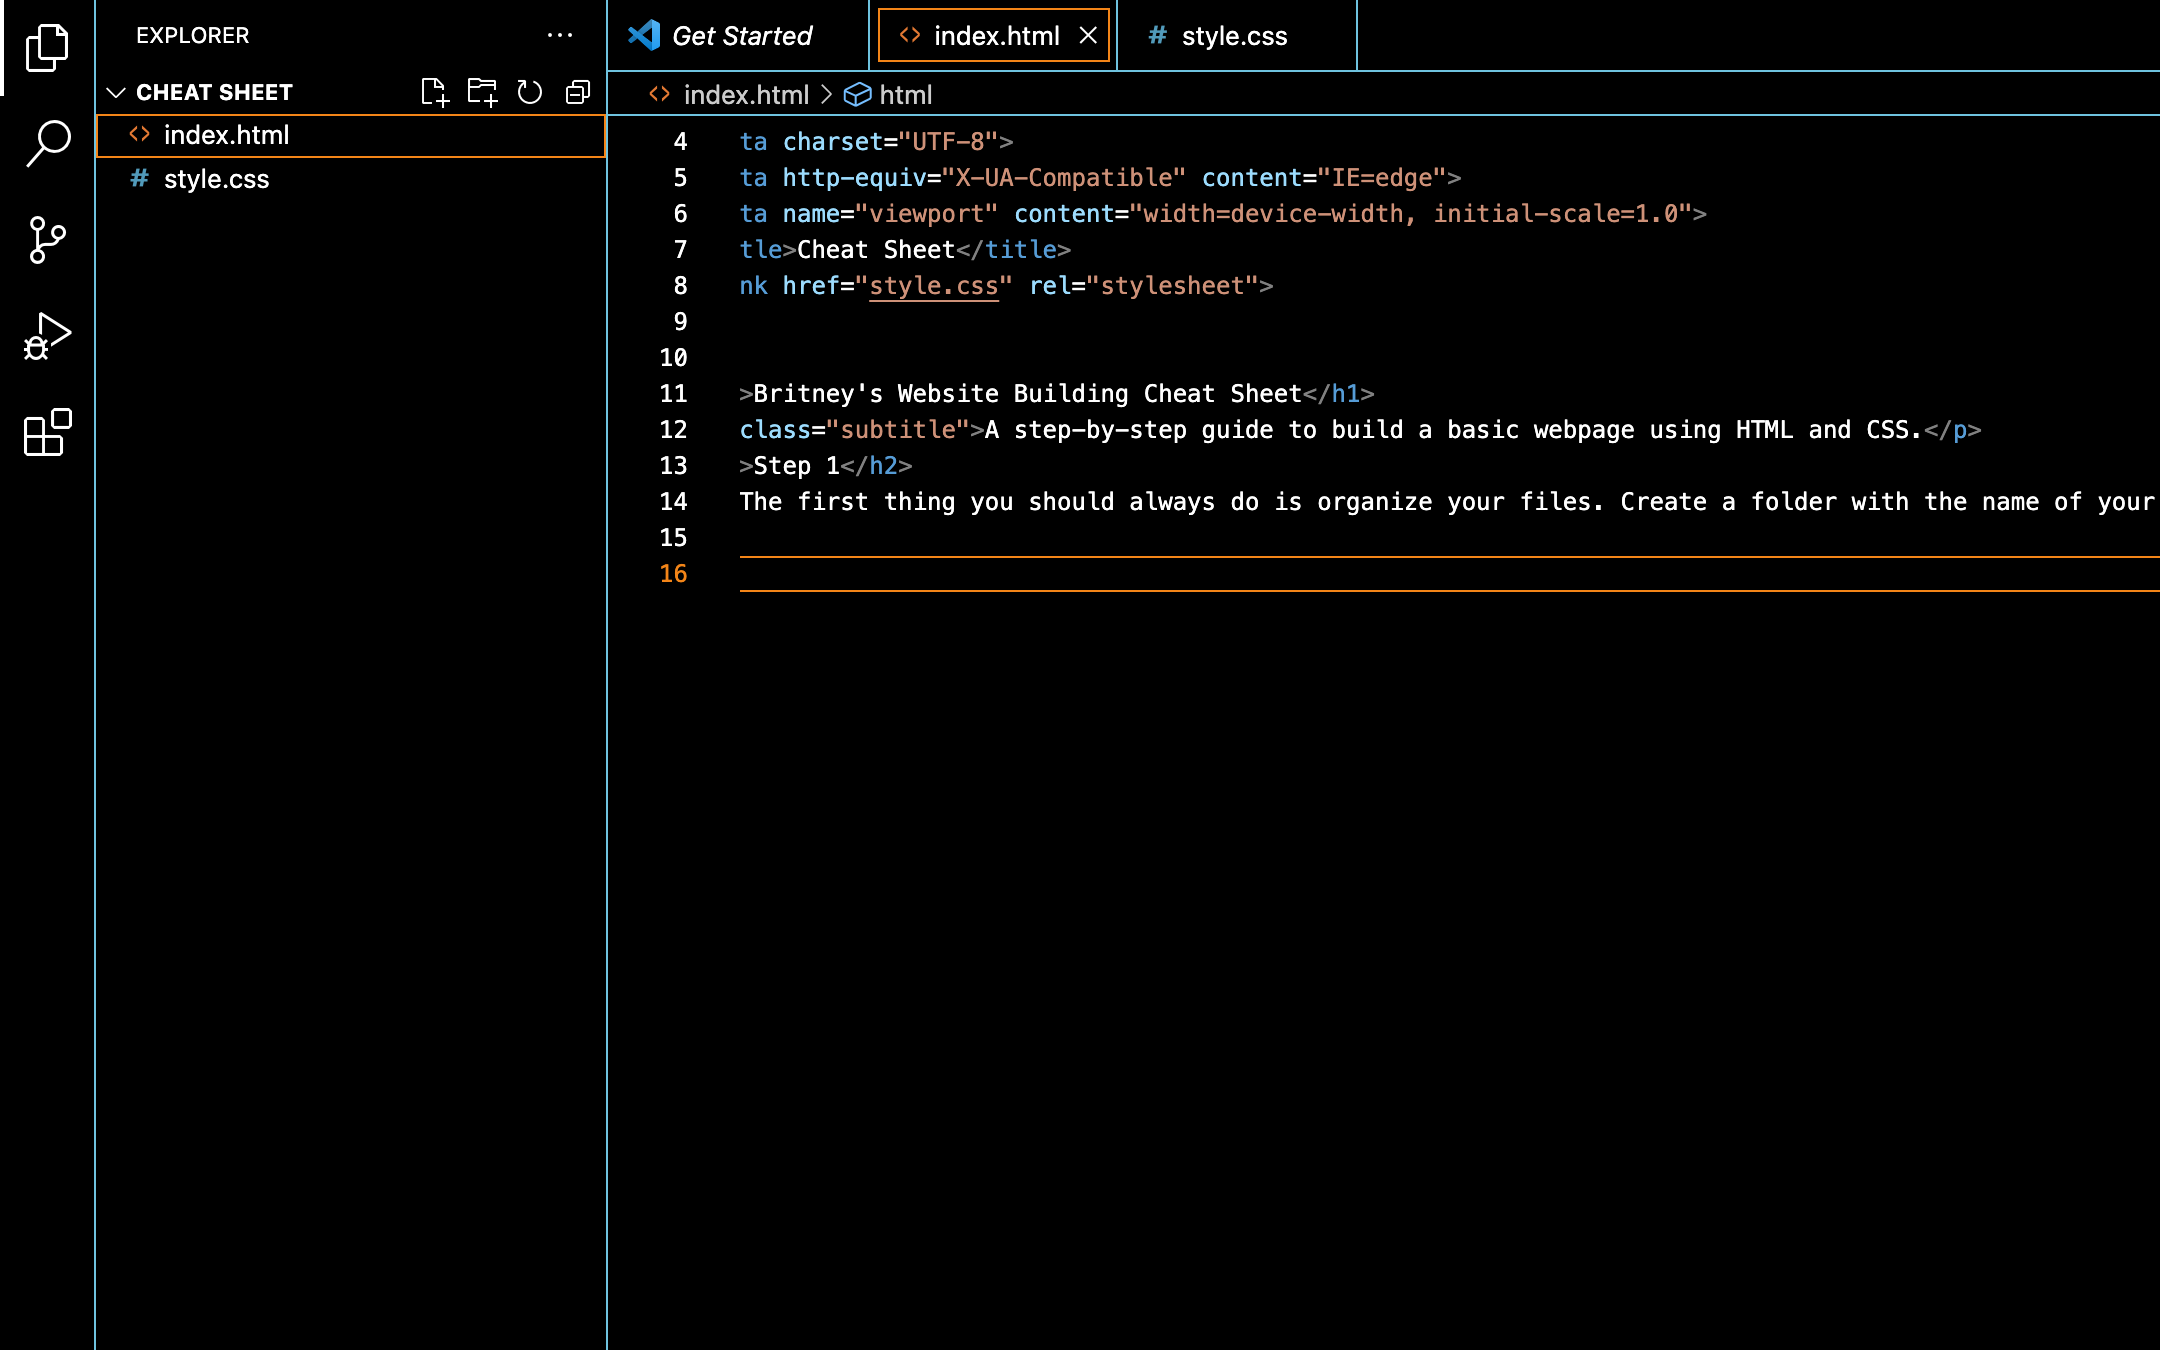 EXPLORER
CHEAT SHEET
index.html
style.css
Get Started
index.html
style.css
index.html > html
4 ta charset="UTF-8">
5 ta http-equiv="X-UA-Compatible" content="IE=edge">
6 ta name="viewport" content="width=device-width, initial-scale=1.0">
7 tle>Cheat Sheet</title>
8 nk href="style.css" rel="stylesheet">
9
10
11 >Britney's Website Building Cheat Sheet</h1>
12 class="subtitle">A step-by-step guide to build a basic webpage using HTML and CSS.</p>
13 >Step 1</h2>
14 The first thing you should always do is organize your files. Create a folder with the name of your
15
16